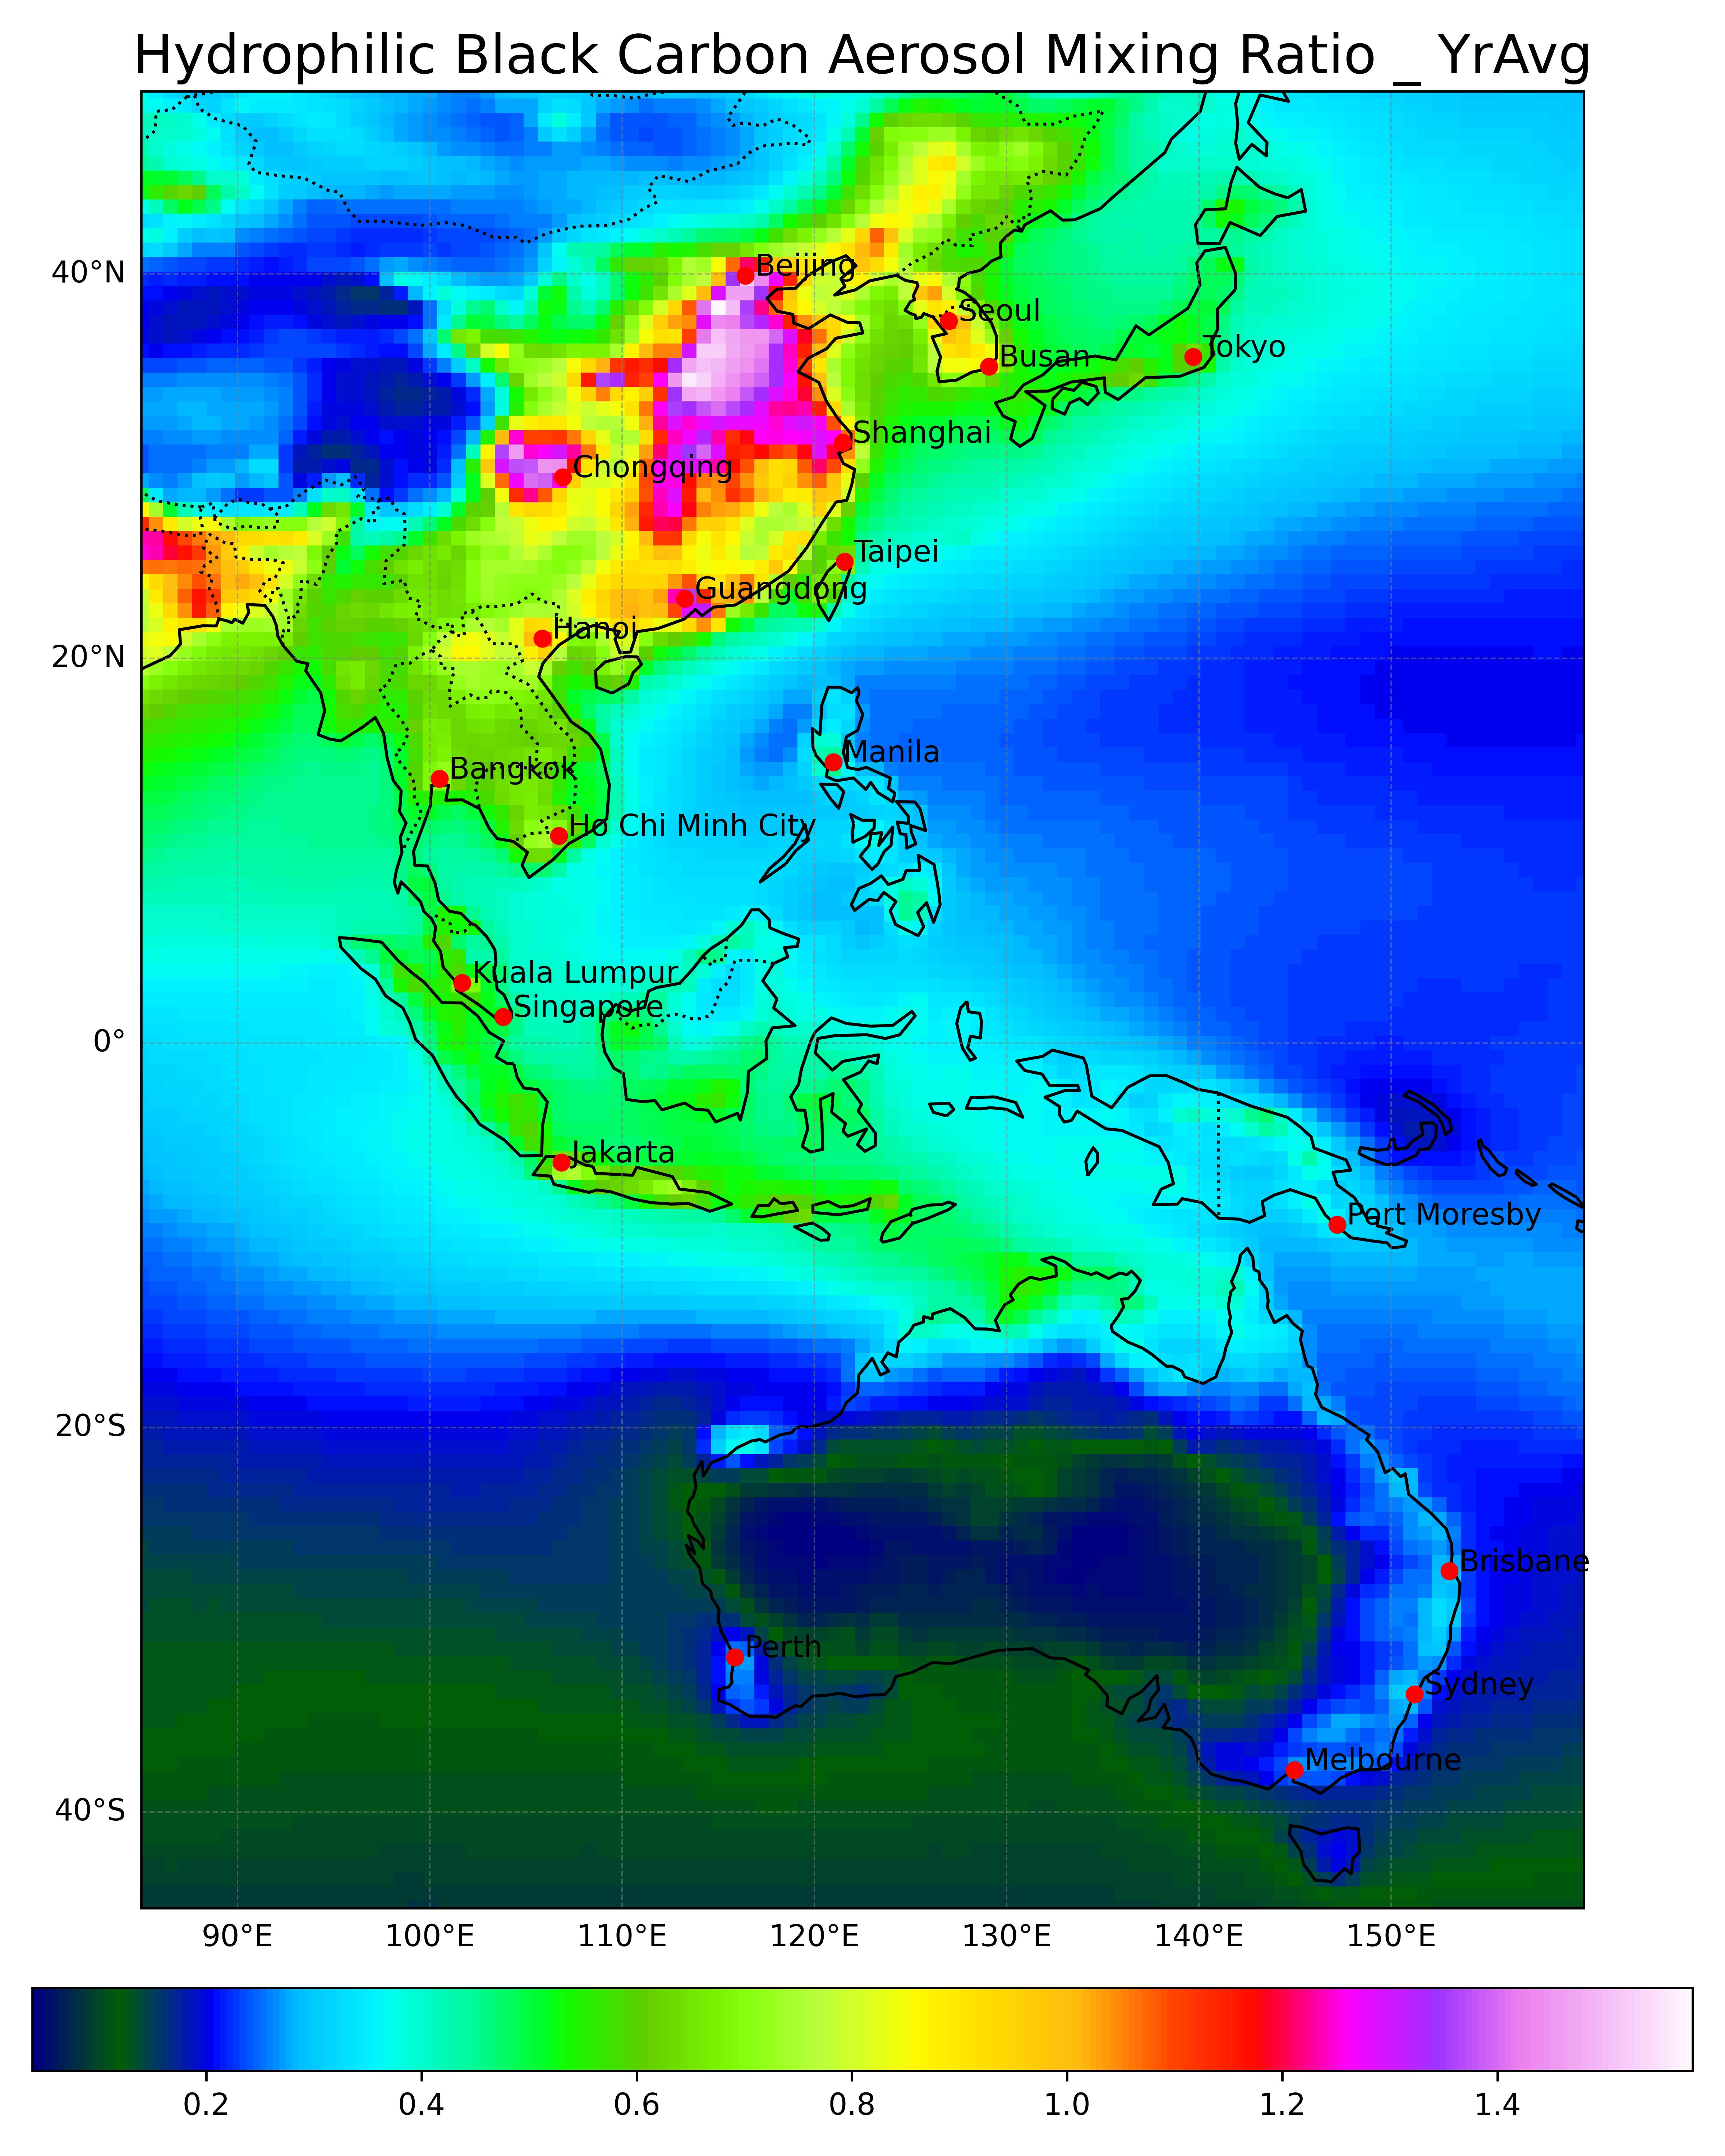 Hydrophilic Black Carbon Aerosol Mixing Ratio _ YrAvg
40°N
Beijing
Seoul
Busan
Tokyo
Shanghai
Chongqing
Taipei
Guangdong
Hanoi
20°N
Manila
Bangkok
Ho Chi Minh City
Kuala Lumpur
Singapore
0°
Jakarta
Port Moresby
20°S
Brisbane
Perth
Sydney
Melbourne
40°S
90°E 100°E 110°E 120°E 130°E 140°E 150°E
0.2 0.4 0.6 0.8 1.0 1.2 1.4